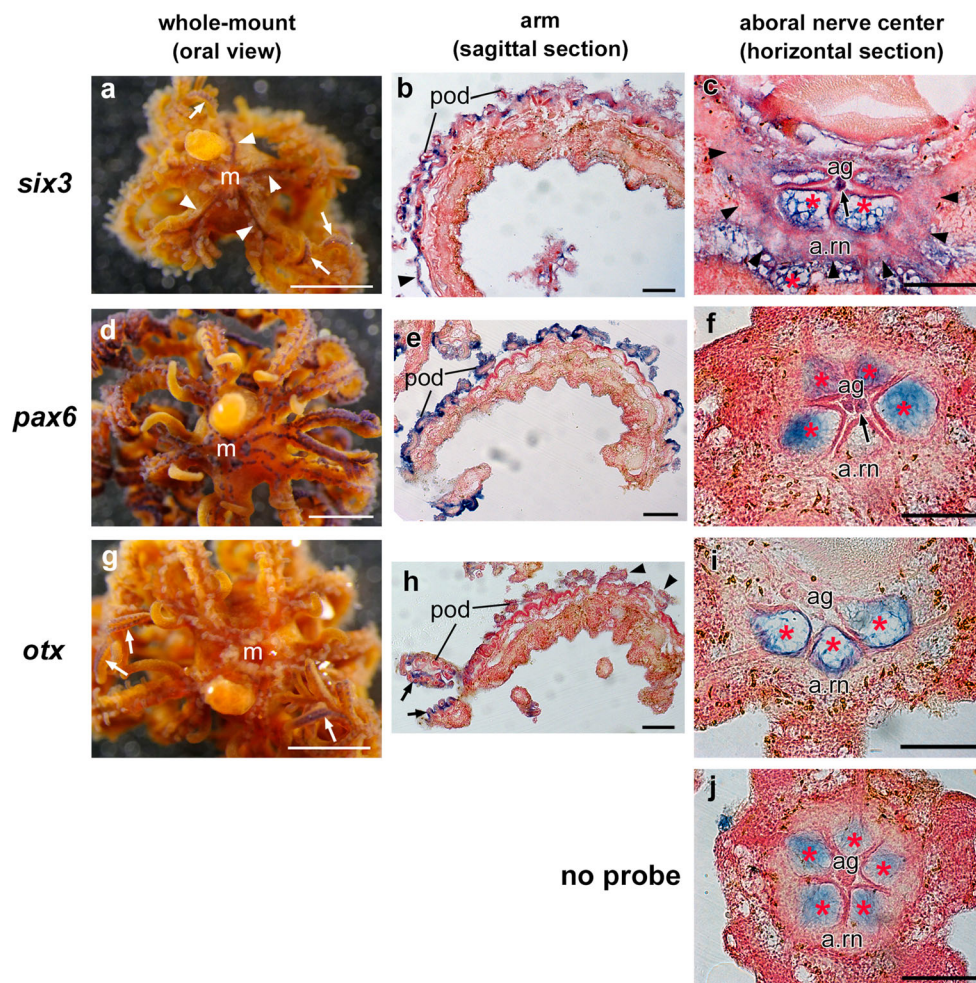 whole-mount
(oral view)
arm
(sagittal section)
aboral nerve center
(horizontal section)
six3
a
m
b
pod
c
ag
*
*
a.rn
*
pax6
d
m
e
pod
f
*
*
ag
*
*
a.rn
otx
g
m
h
pod
i
ag
*
*
*
a.rn
no probe
j
*
*
ag
*
*
*
a.rn